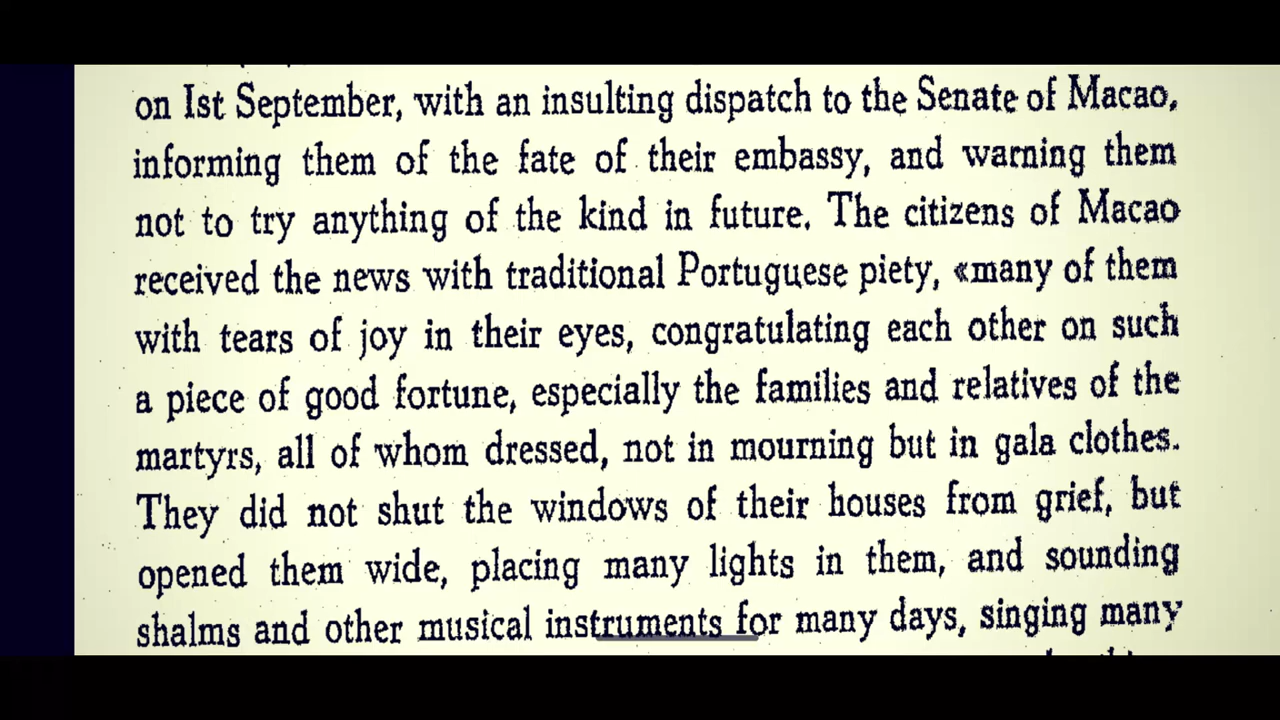 on Ist September, with an insulting dispatch to the Senate of Macao,
informing them of the fate of their embassy, and warning them
not to try anything of the kind in future. The citizens of Macao
received the news with traditional Portuguese piety, «many of them
with tears of joy in their eyes, congratulating each other on such
a piece of good fortune, especially the families and relatives of the
martyrs, all of whom dressed, not in mourning but in gala clothes.
They did not shut the windows of their houses from grief, but
opened them wide, placing many lights in them, and sounding
shalms and other musical instruments for many days, singing many